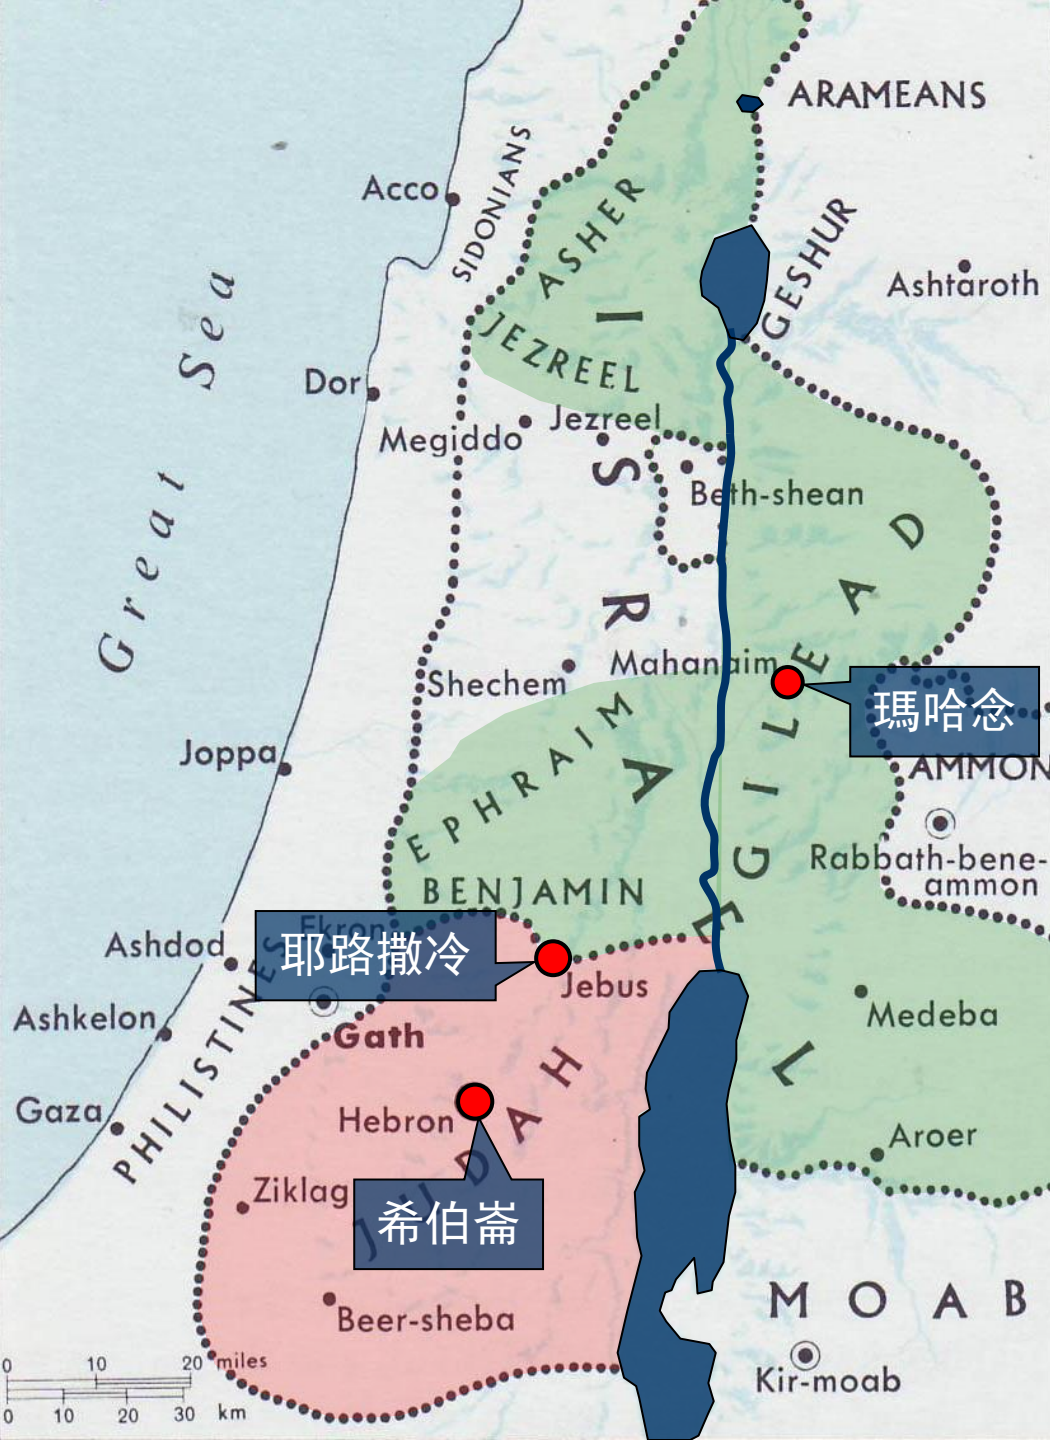 ARAMEANS
SIDONIANS
Acco
ASHER
GESHUR
Ashtaroth
Great Sea
JEZREEL
Dor
Jezreel
Megiddo
Beth-shean
ISRAEL
GILEAD
Mahanaim
Shechem
瑪哈念
EPHRAIM
Joppa
AMMON
Rabbath-bene-
ammon
BENJAMIN
Ekron
Ashdod
耶路撒冷
Jebus
Medeba
Ashkelon
Gath
PHILISTINES
Gaza
Hebron
JUDAH
Aroer
Ziklag
希伯崙
MOAB
Beer-sheba
0 10 20 miles
0 10 20 30 km
Kir-moab